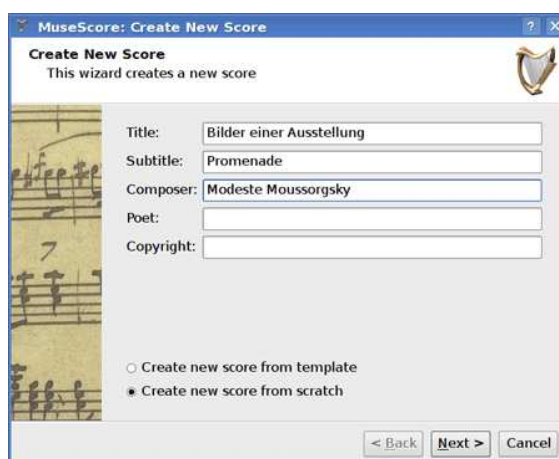 MuseScore: Create New Score
Create New Score
This wizard creates a new score
Title: Bilder einer Ausstellung
Subtitle: Promenade
Composer: Modeste Moussorgsky
Poet:
Copyright:
Create new score from template
Create new score from scratch
< Back Next > Cancel